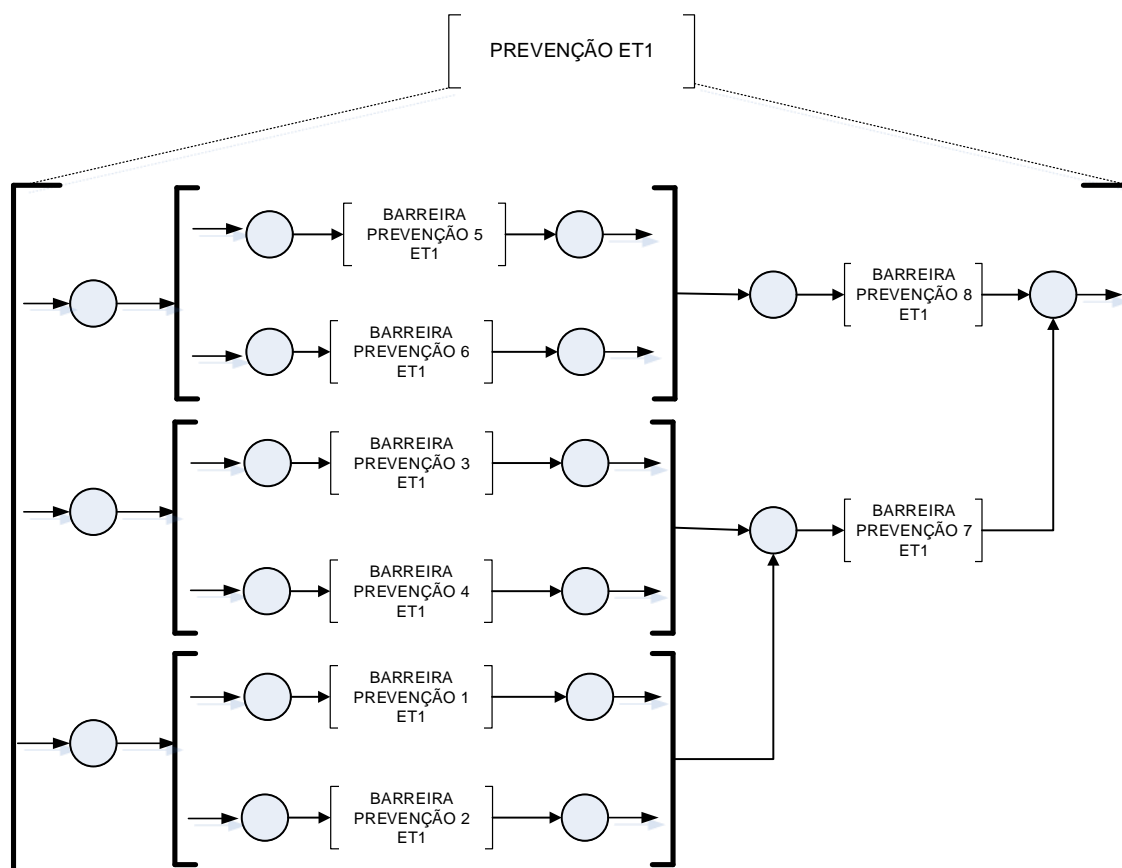 PREVENÇÃO ET1
BARREIRA
PREVENÇÃO 5
ET1
BARREIRA
PREVENÇÃO 8
ET1
BARREIRA
PREVENÇÃO 6
ET1
BARREIRA
PREVENÇÃO 3
ET1
BARREIRA
PREVENÇÃO 7
ET1
BARREIRA
PREVENÇÃO 4
ET1
BARREIRA
PREVENÇÃO 1
ET1
BARREIRA
PREVENÇÃO 2
ET1